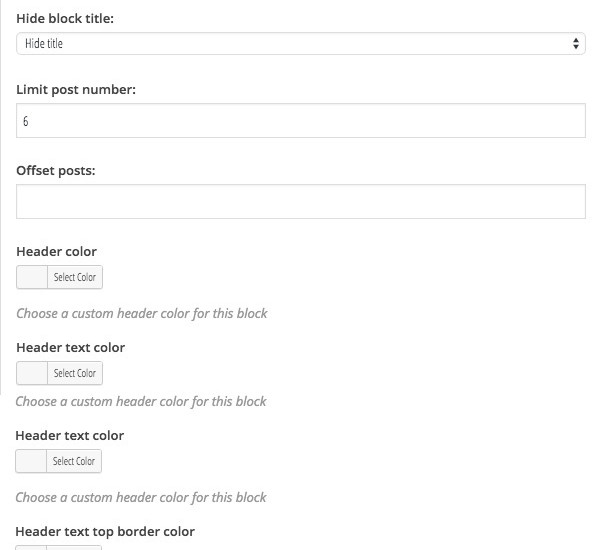 Hide block title:
Hide title
Limit post number:
6
Offset posts:
Header color
Select Color
Choose a custom header color for this block
Header text color
Select Color
Choose a custom header color for this block
Header text color
Select Color
Choose a custom header color for this block
Header text top border color